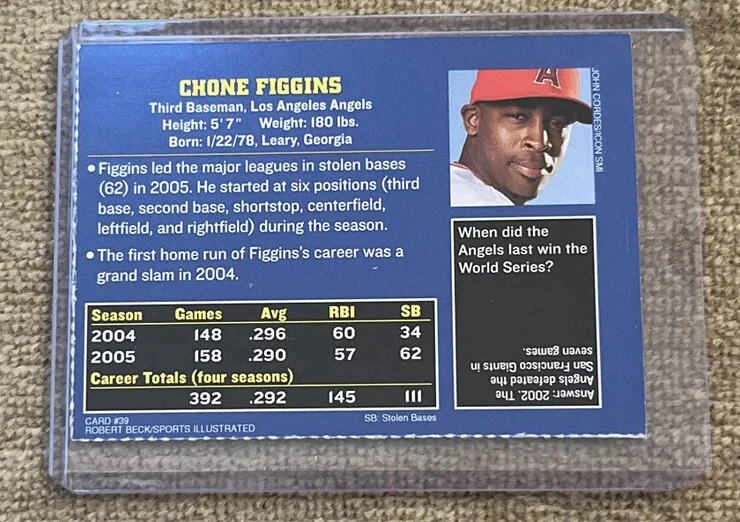 CHONE FIGGINS
Third Baseman, Los Angeles Angels
Height: 5'7" Weight: 180 lbs.
Born: 1/22/78, Leary, Georgia
• Figgins led the major leagues in stolen bases
(62) in 2005. He started at six positions (third
base, second base, shortstop, centerfield,
leftfield, and rightfield) during the season.
• The first home run of Figgins's career was a
grand slam in 2004.
Season Games Avg RBI SB
2004 148 .296 60 34
2005 158 .290 57 62
Career Totals (four seasons)
392 .292 145 111
SB: Stolen Bases
CARD #39
ROBERT BECK/SPORTS ILLUSTRATED
A
JOHN CORDES/ICON SMI
When did the
Angels last win the
World Series?
Answer: 2002. The
Angels defeated the
San Francisco Giants in
seven games.